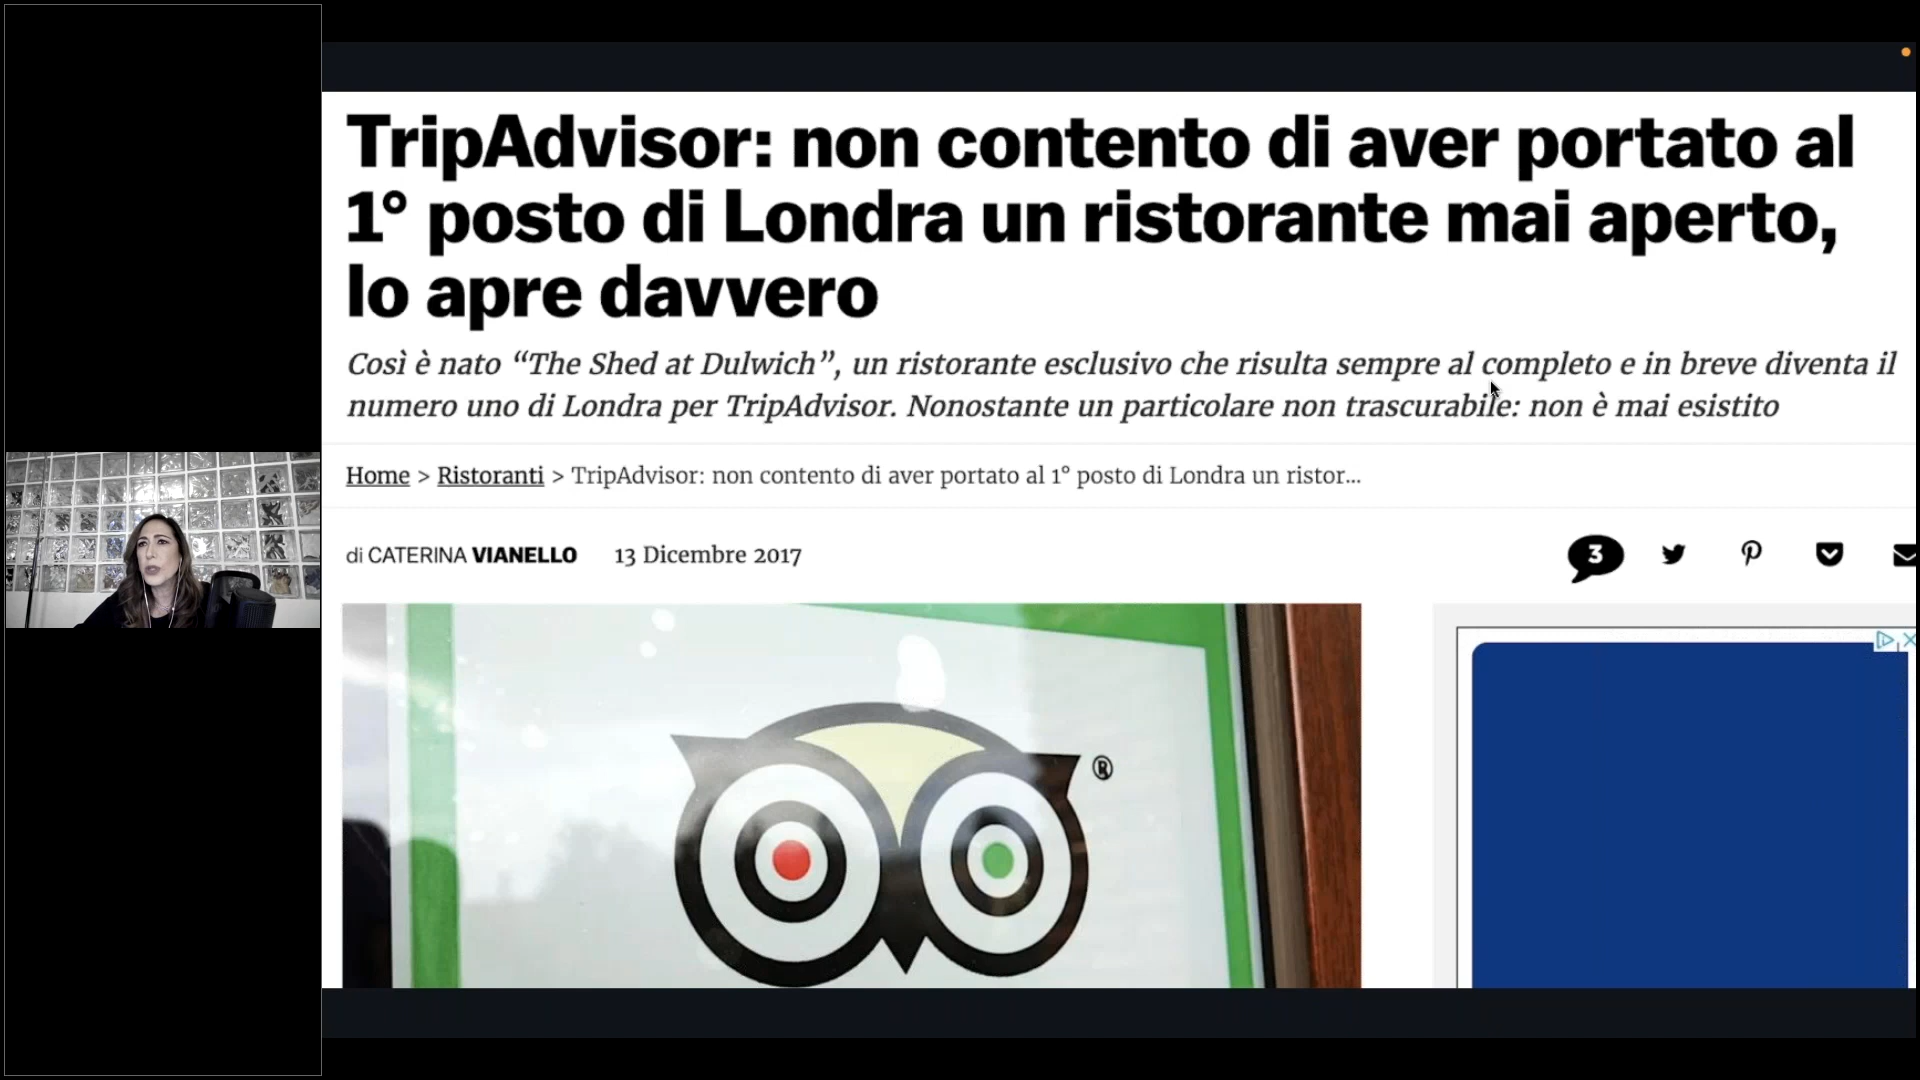 TripAdvisor: non contento di aver portato al
1° posto di Londra un ristorante mai aperto,
lo apre davvero
Così è nato “The Shed at Dulwich”, un ristorante esclusivo che risulta sempre al completo e in breve diventa il
numero uno di Londra per TripAdvisor. Nonostante un particolare non trascurabile: non è mai esistito
Home > Ristoranti > TripAdvisor: non contento di aver portato al 1° posto di Londra un ristor...
di CATERINA VIANELLO 13 Dicembre 2017
3
®